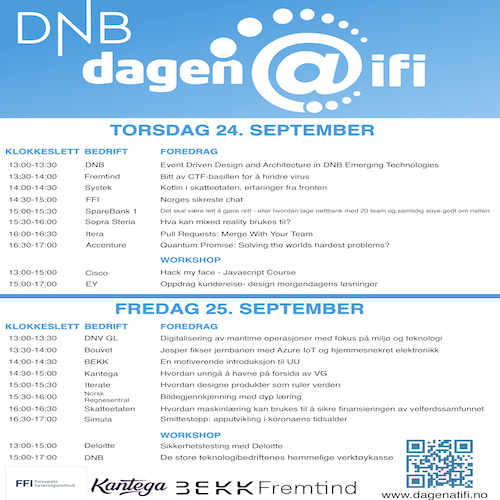 DNB
dagen@ifi
TORSDAG 24. SEPTEMBER
KLOKKESLETT BEDRIFT FOREDRAG
13:00-13:30 DNB Event Driven Design and Architecture in DNB Emerging Technologies
13:30-14:00 Fremtind Bitt av CTF-basillen for å hindre virus
14:00-14:30 Systek Kotlin i skatteetaten, erfaringer fra fronten
14:30-15:00 FFI Norges sikreste chat
15:00-15:30 SpareBank 1 Det skal være lett å gjøre rett - eller hvordan lage nettbank med 20 team og samtidig sove godt om natten
15:30-16:00 Sopra Steria Hva kan mixed reality brukes til?
16:00-16:30 Itera Pull Requests: Merge With Your Team
16:30-17:00 Accenture Quantum Promise: Solving the worlds hardest problems?
WORKSHOP
13:00-15:00 Cisco Hack my face - Javascript Course
15:00-17:00 EY Oppdrag kundereise- design morgendagens løsninger
FREDAG 25. SEPTEMBER
KLOKKESLETT BEDRIFT FOREDRAG
13:00-13:30 DNV GL Digitalisering av maritime operasjoner med fokus på miljø og teknologi
13:30-14:00 Bouvet Jesper fikser jernbanen med Azure IoT og hjemmesnekret elektronikk
14:00-14:30 BEKK En motiverende introduksjon til UU
14:30-15:00 Kantega Hvordan unngå å havne på forsida av VG
15:00-15:30 Iterate Hvordan designe produkter som ruler verden
15:30-16:00 Norsk Regnesentral Bildegjenkjenning med dyp læring
16:00-16:30 Skatteetaten Hvordan maskinlæring kan brukes til å sikre finansieringen av velferdssamfunnet
16:30-17:00 Simula Smittestopp: apputvikling i koronaens tidsalder
WORKSHOP
13:00-15:00 Deloitte Sikkerhetstesting med Deloitte
15:00-17:00 DNB De store teknologibedriftenes hemmelige verktøykasse
FFI Forsvarets forskningsinstitutt Kantega BEKK Fremtind
www.dagenatifi.no